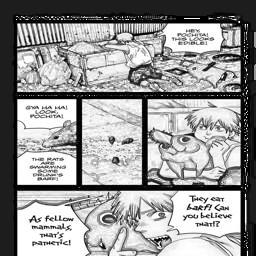 HEY,
POCHITA!
THIS LOOKS
EDIBLE!
GYA HA HA!
LOOK,
POCHITA!
THE RATS
ARE
SWARMING
SOME
DRUNK'S
BARF!
They eat
barf! Can
you believe
that!?
As fellow
mammals,
that's
pathetic!